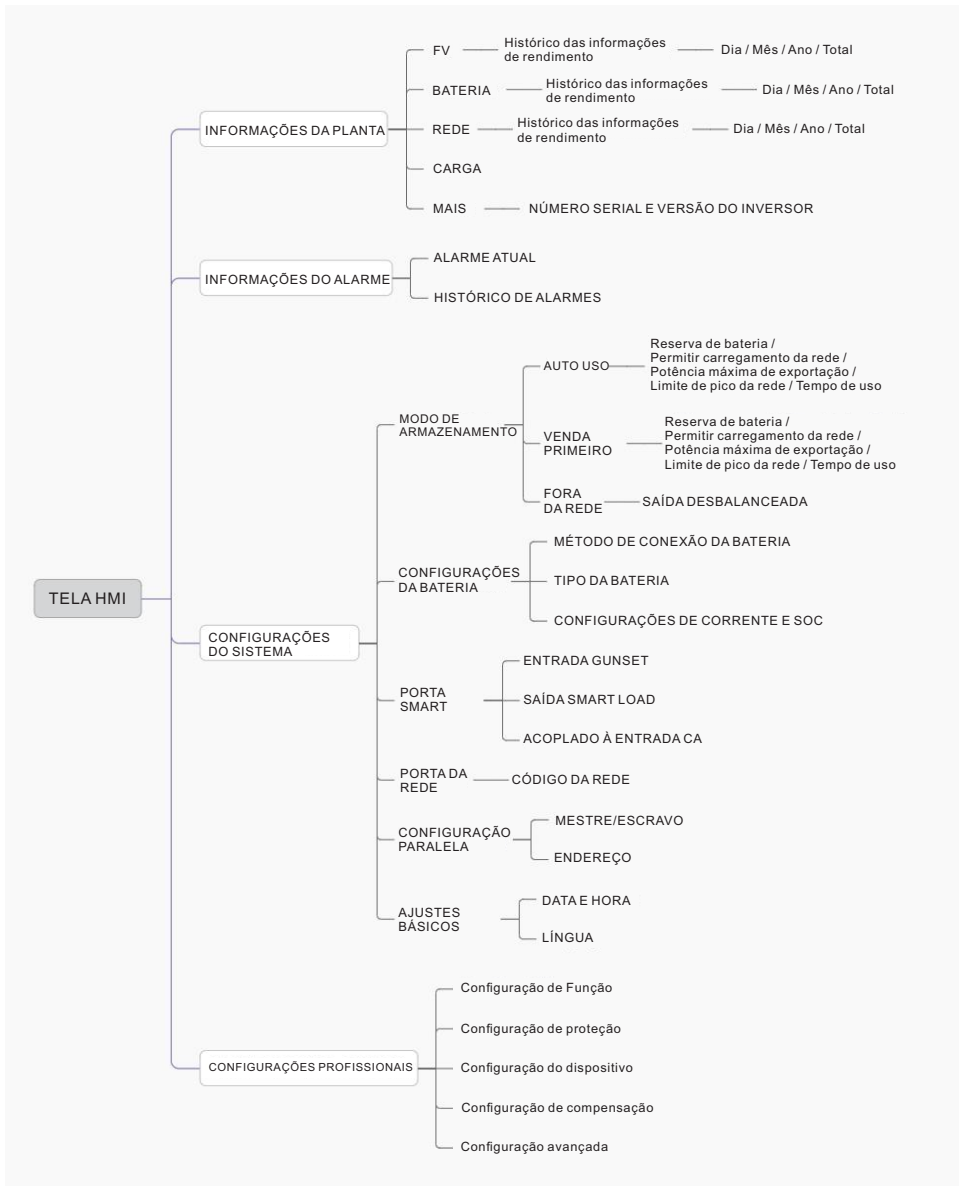 FV
Histórico das informações
de rendimento
Dia / Mês / Ano / Total
BATERIA
Histórico das informações
de rendimento
Dia / Mês / Ano / Total
INFORMAÇÕES DA PLANTA
REDE
Histórico das informações
de rendimento
Dia / Mês / Ano / Total
CARGA
MAIS
NÚMERO SERIAL E VERSÃO DO INVERSOR
INFORMAÇÕES DO ALARME
ALARME ATUAL
HISTÓRICO DE ALARMES
MODO DE
ARMAZENAMENTO
AUTO USO
Reserva de bateria /
Permitir carregamento da rede /
Potência máxima de exportação /
Limite de pico da rede / Tempo de uso
VENDA
PRIMEIRO
Reserva de bateria /
Permitir carregamento da rede /
Potência máxima de exportação /
Limite de pico da rede / Tempo de uso
FORA
DA REDE
SAÍDA DESBALANCEADA
CONFIGURAÇÕES
DA BATERIA
MÉTODO DE CONEXÃO DA BATERIA
TIPO DA BATERIA
CONFIGURAÇÕES DE CORRENTE E SOC
TELA HMI
CONFIGURAÇÕES
DO SISTEMA
PORTA
SMART
ENTRADA GUNSET
SAÍDA SMART LOAD
ACOPLADO À ENTRADA CA
PORTA DA
REDE
CÓDIGO DA REDE
CONFIGURAÇÃO
PARALELA
MESTRE/ESCRAVO
ENDEREÇO
AJUSTES
BÁSICOS
DATA E HORA
LÍNGUA
CONFIGURAÇÕES PROFISSIONAIS
Configuração de Função
Configuração de proteção
Configuração do dispositivo
Configuração de compensação
Configuração avançada